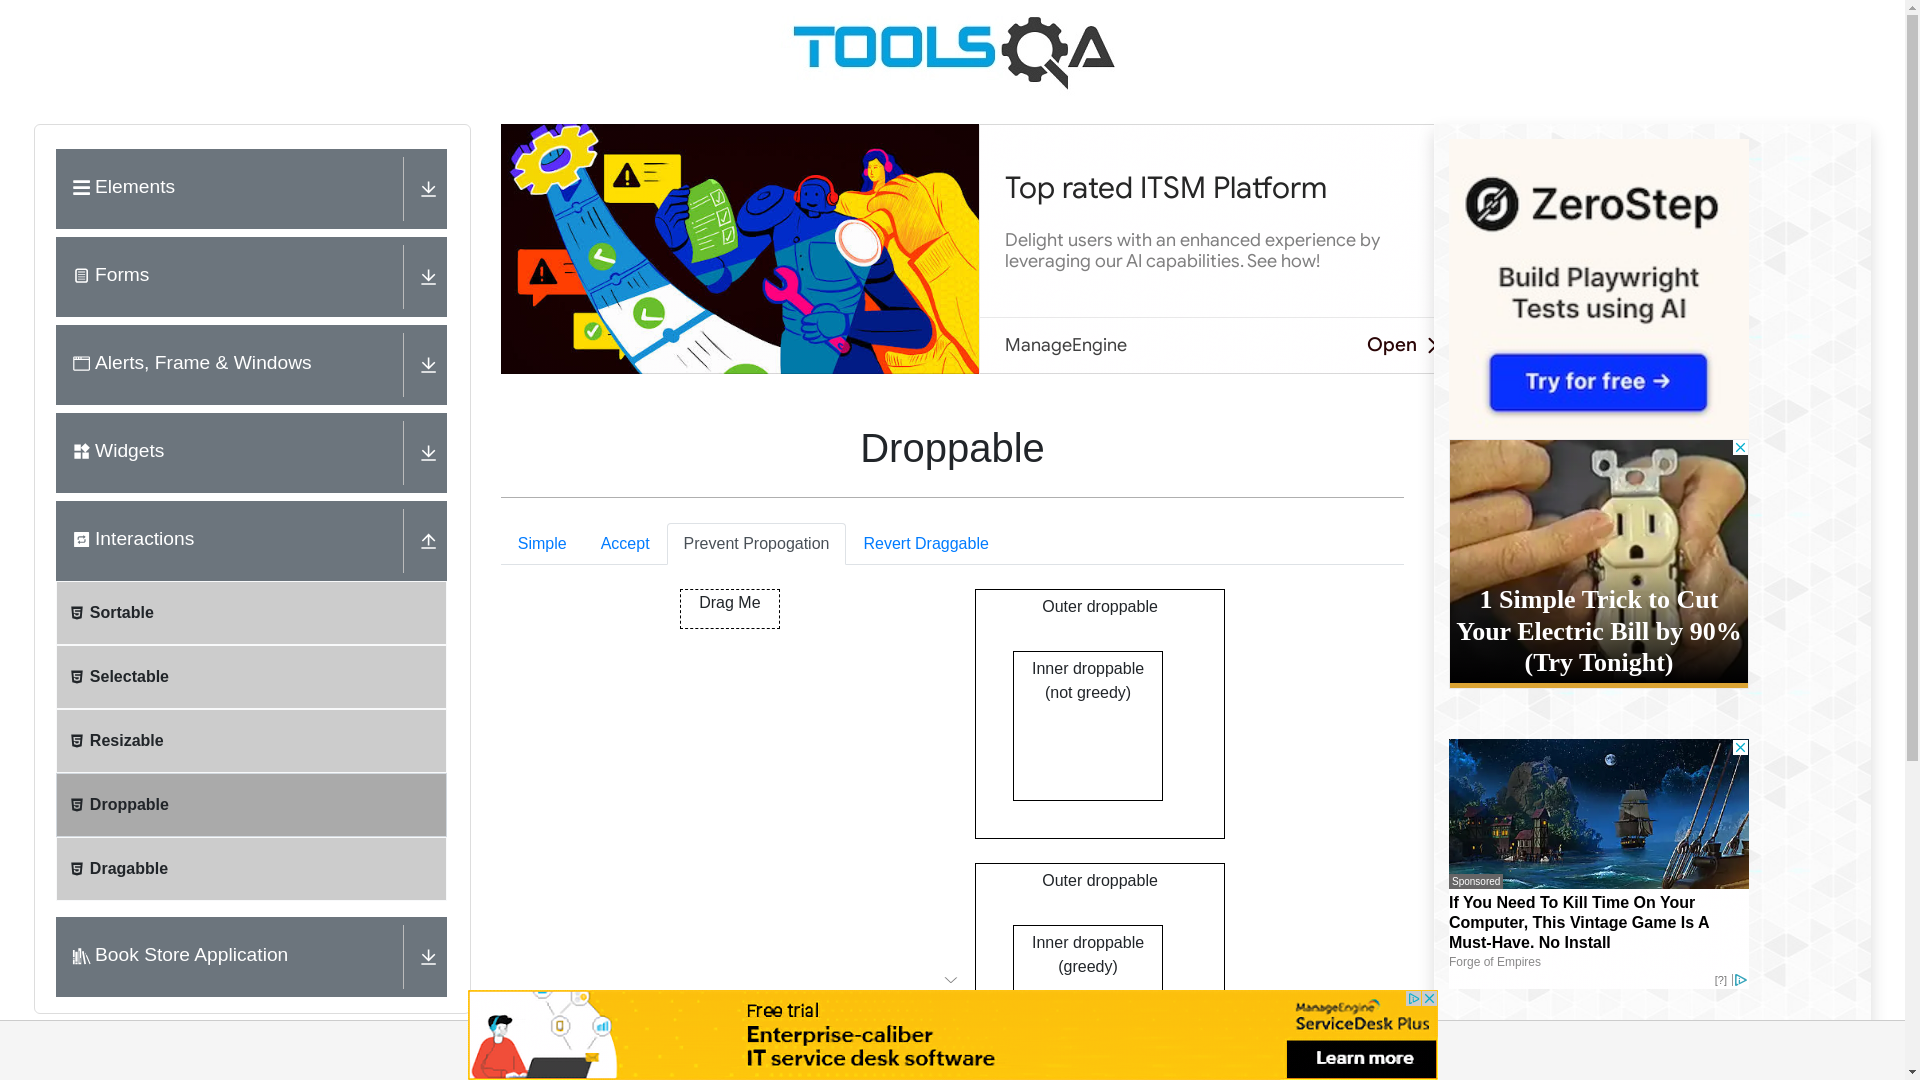 TOOLSQA
Elements
Forms
Alerts, Frame & Windows
Widgets
Interactions
Sortable
Selectable
Resizable
Droppable
Dragabble
Book Store Application
Top rated ITSM Platform
Delight users with an enhanced experience by
leveraging our AI capabilities. See how!
ManageEngine
Open
Droppable
Simple
Accept
Prevent Propogation
Revert Draggable
Drag Me
Outer droppable
Inner droppable
(not greedy)
Outer droppable
Inner droppable
(greedy)
ZeroStep
Build Playwright
Tests using AI
Try for free →
1 Simple Trick to Cut
Your Electric Bill by 90%
(Try Tonight)
Sponsored
If You Need To Kill Time On Your
Computer, This Vintage Game Is A
Must-Have. No Install
Forge of Empires
[?]
Free trial
Enterprise-caliber
IT service desk software
ManageEngine
ServiceDesk Plus
Learn more